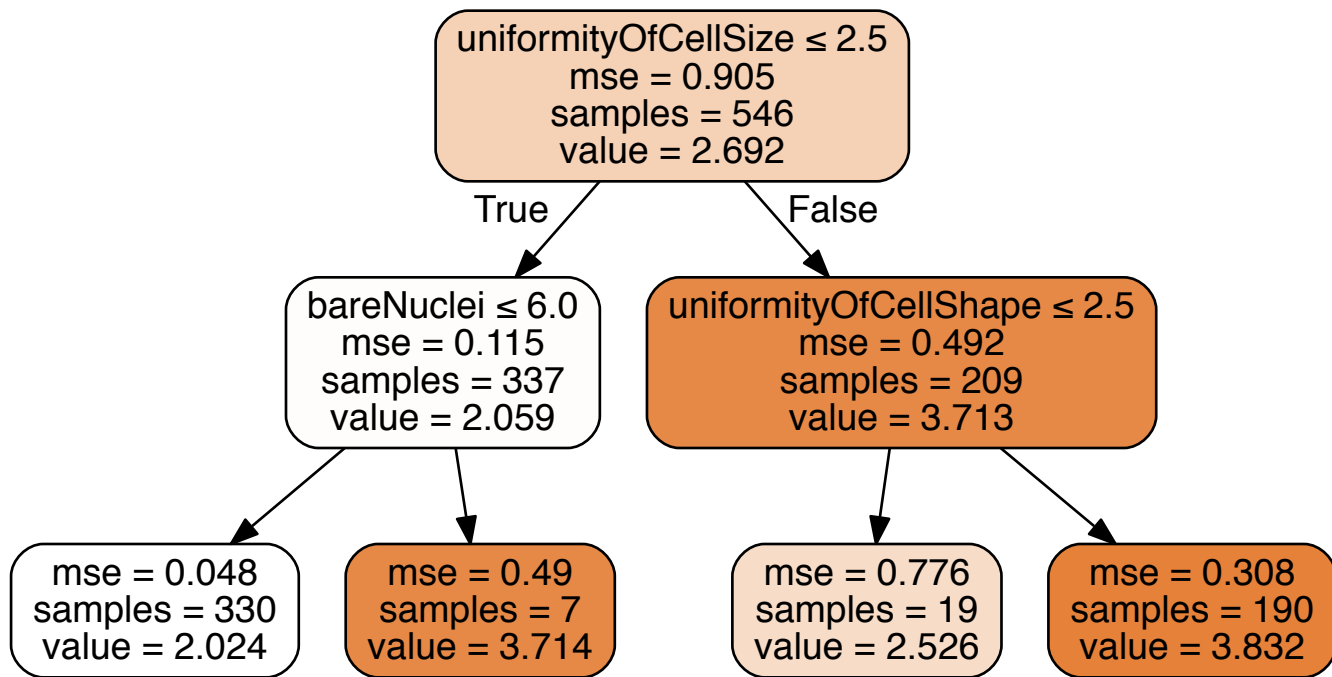 uniformityOfCellSize ≤ 2.5
mse = 0.905
samples = 546
value = 2.692
True
False
bareNuclei ≤ 6.0
mse = 0.115
samples = 337
value = 2.059
uniformityOfCellShape ≤ 2.5
mse = 0.492
samples = 209
value = 3.713
mse = 0.048
samples = 330
value = 2.024
mse = 0.49
samples = 7
value = 3.714
mse = 0.776
samples = 19
value = 2.526
mse = 0.308
samples = 190
value = 3.832